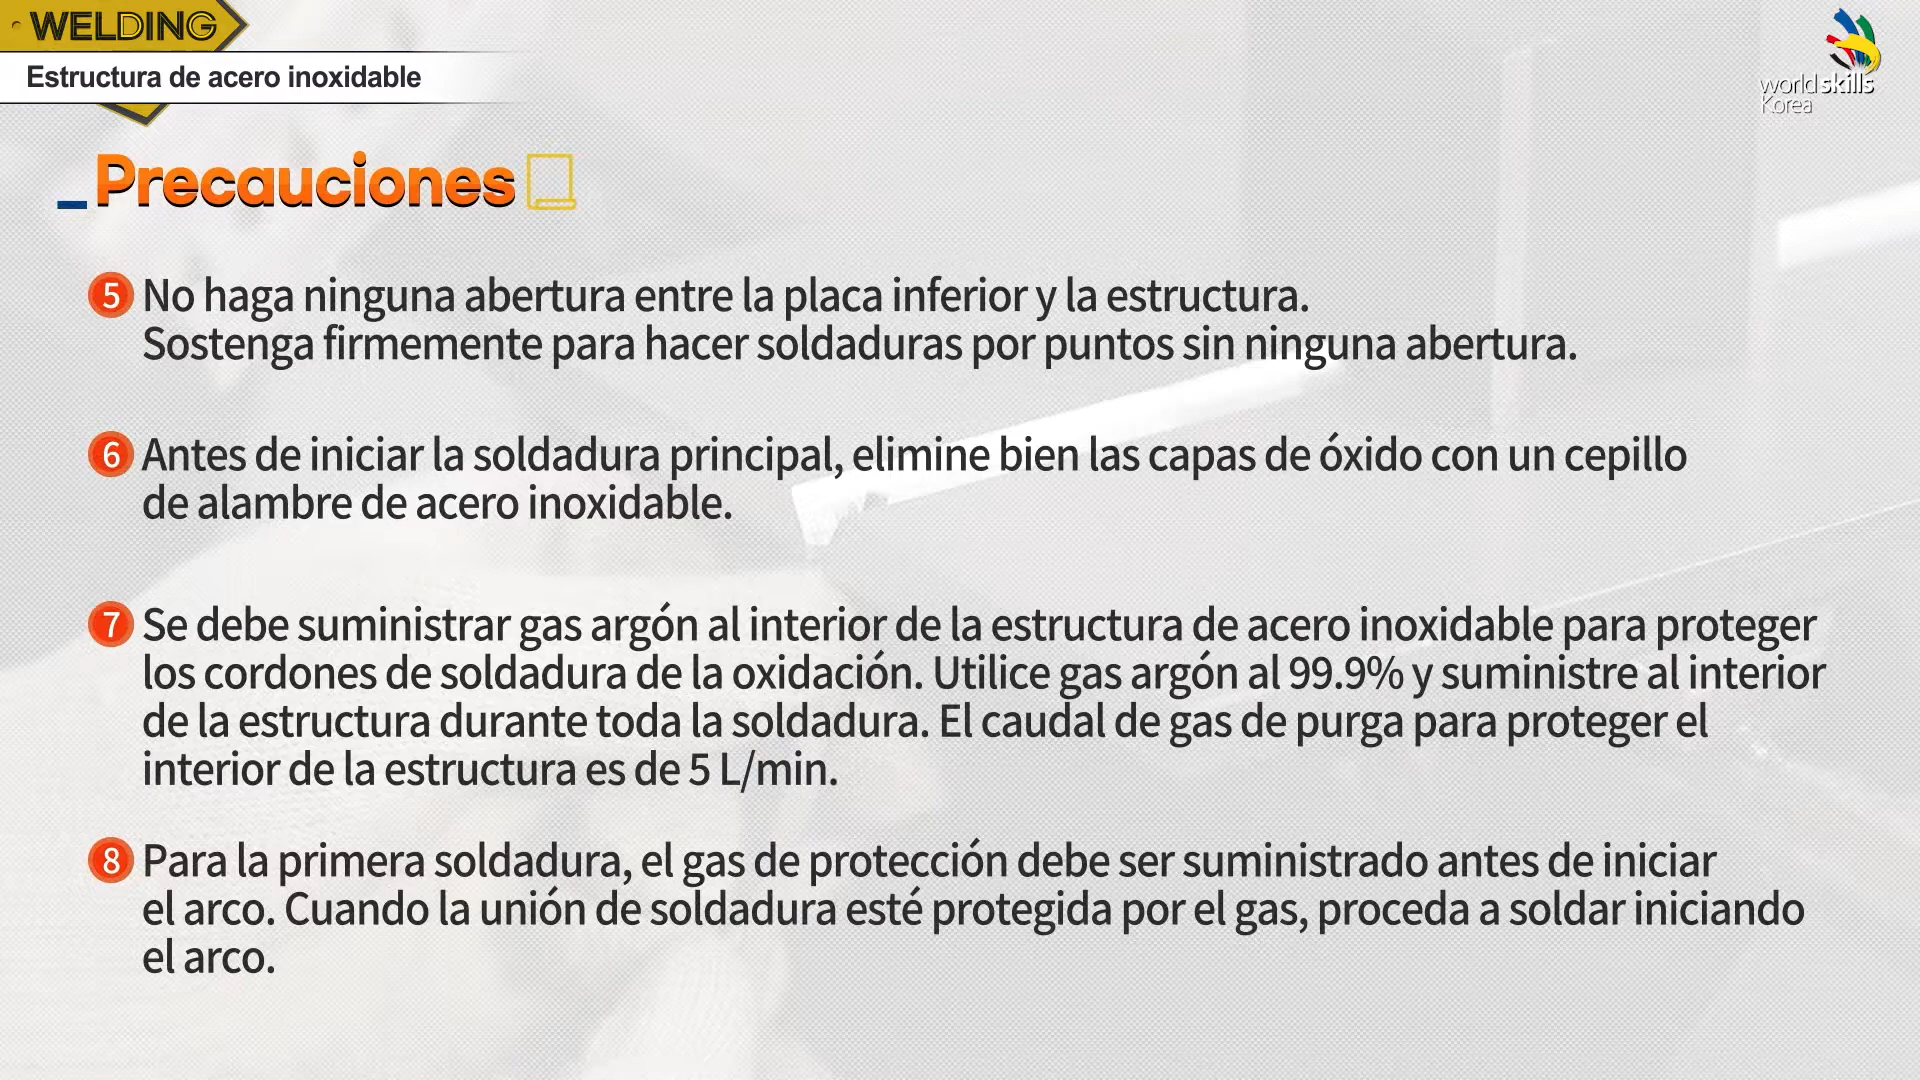 WELDING
Estructura de acero inoxidable
worldskills
Korea
Precauciones
5 No haga ninguna abertura entre la placa inferior y la estructura.
Sostenga firmemente para hacer soldaduras por puntos sin ninguna abertura.
6 Antes de iniciar la soldadura principal, elimine bien las capas de óxido con un cepillo
de alambre de acero inoxidable.
7 Se debe suministrar gas argón al interior de la estructura de acero inoxidable para proteger
los cordones de soldadura de la oxidación. Utilice gas argón al 99.9% y suministre al interior
de la estructura durante toda la soldadura. El caudal de gas de purga para proteger el
interior de la estructura es de 5 L/min.
8 Para la primera soldadura, el gas de protección debe ser suministrado antes de iniciar
el arco. Cuando la unión de soldadura esté protegida por el gas, proceda a soldar iniciando
el arco.